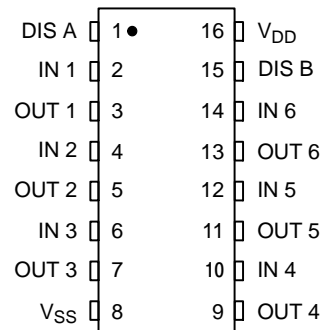 DIS A 1 16 VDD
IN 1 2 15 DIS B
OUT 1 3 14 IN 6
IN 2 4 13 OUT 6
OUT 2 5 12 IN 5
IN 3 6 11 OUT 5
OUT 3 7 10 IN 4
VSS 8 9 OUT 4